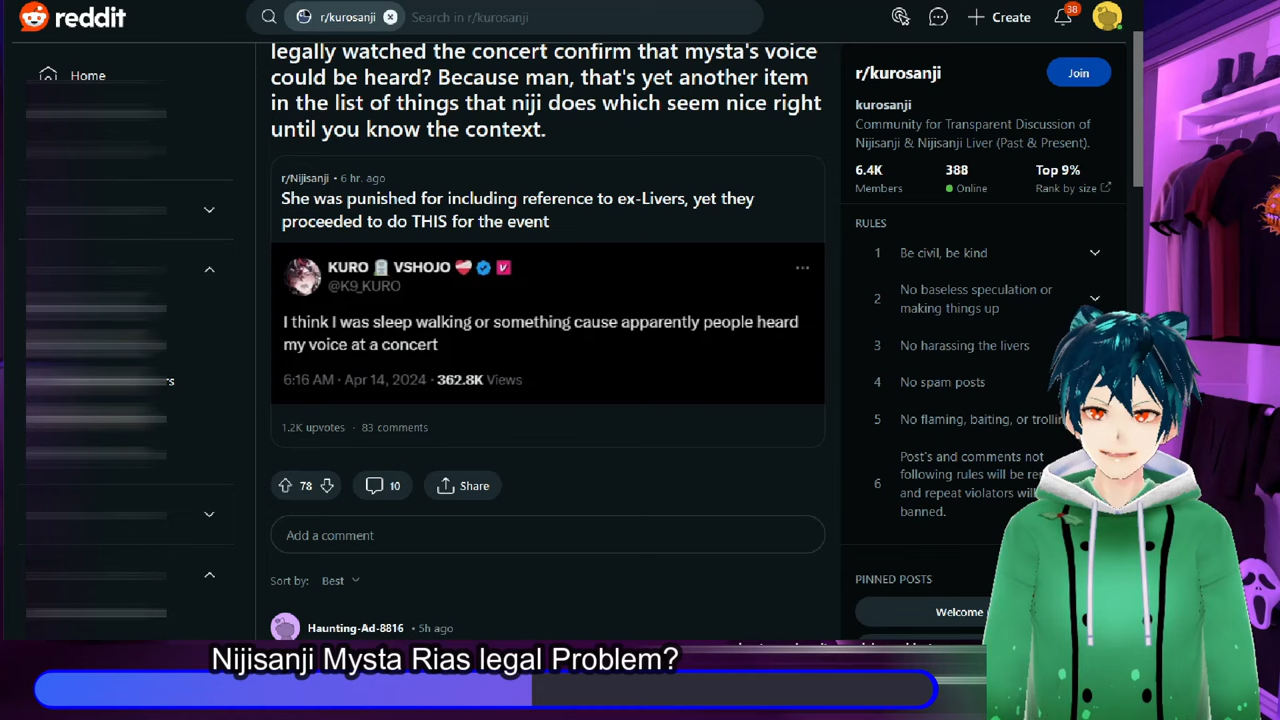 reddit
r/kurosanji
Search in r/kurosanji
Create
38
Home
legally watched the concert confirm that mysta's voice
could be heard? Because man, that's yet another item
in the list of things that niji does which seem nice right
until you know the context.
r/Nijisanji • 6 hr. ago
She was punished for including reference to ex-Livers, yet they
proceeded to do THIS for the event
KURO VSHOJO
@K9_KURO
I think I was sleep walking or something cause apparently people heard
my voice at a concert
6:16 AM · Apr 14, 2024 · 362.8K Views
1.2K upvotes · 83 comments
78
10
Share
Add a comment
Sort by: Best
Haunting-Ad-8816 • 5h ago
r/kurosanji
Join
kurosanji
Community for Transparent Discussion of
Nijisanji & Nijisanji Liver (Past & Present).
6.4K
388
Top 9%
Members
Online
Rank by size
RULES
1 Be civil, be kind
2 No baseless speculation or
making things up
3 No harassing the livers
4 No spam posts
5 No flaming, baiting, or trollin
6 Post's and comments not
following rules will be re
and repeat violators will
banned.
PINNED POSTS
Welcome
Nijisanji Mysta Rias legal Problem?